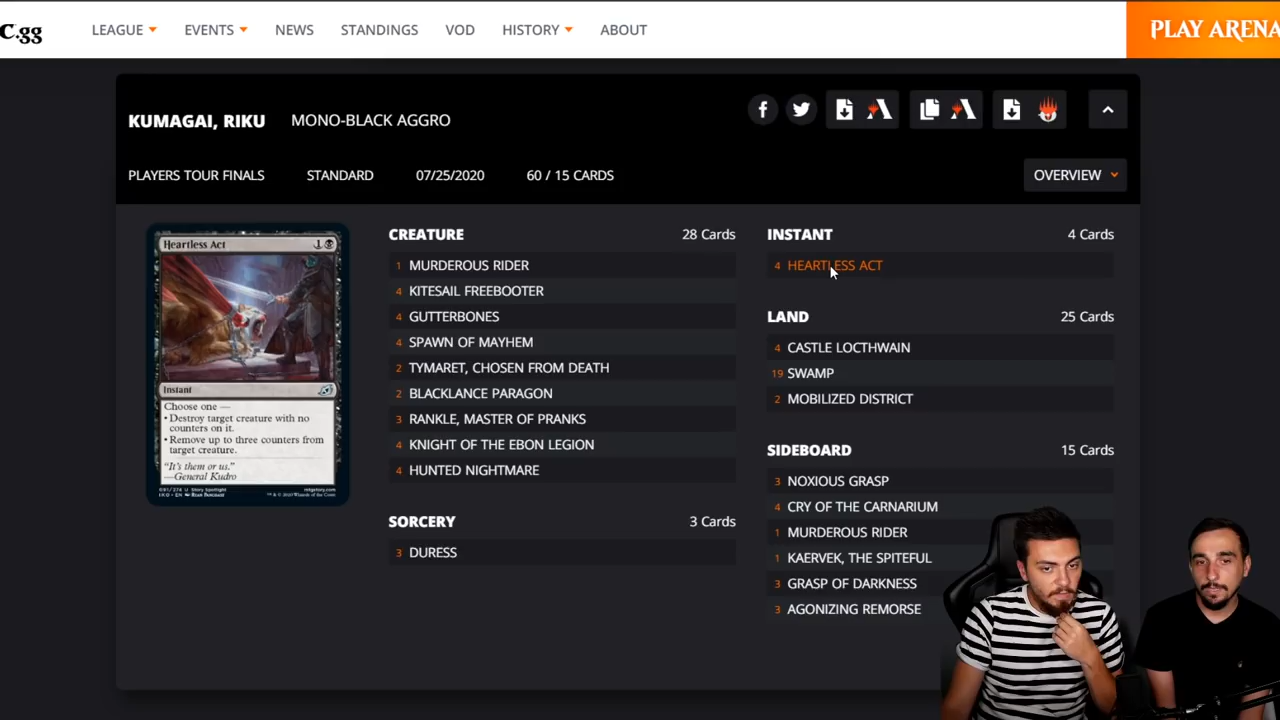 C.gg
LEAGUE EVENTS NEWS STANDINGS VOD HISTORY ABOUT
PLAY ARENA
KUMAGAI, RIKU MONO-BLACK AGGRO
PLAYERS TOUR FINALS STANDARD 07/25/2020 60 / 15 CARDS
OVERVIEW
Heartless Act 1
Instant
Choose one —
• Destroy target creature with no
counters on it.
• Remove up to three counters from
target creature.
"It's them or us."
—General Kudro
CREATURE 28 Cards
1 MURDEROUS RIDER
4 KITESAIL FREEBOOTER
4 GUTTERBONES
4 SPAWN OF MAYHEM
2 TYMARET, CHOSEN FROM DEATH
2 BLACKLANCE PARAGON
3 RANKLE, MASTER OF PRANKS
4 KNIGHT OF THE EBON LEGION
4 HUNTED NIGHTMARE
SORCERY 3 Cards
3 DURESS
INSTANT 4 Cards
4 HEARTLESS ACT
LAND 25 Cards
4 CASTLE LOCTHWAIN
19 SWAMP
2 MOBILIZED DISTRICT
SIDEBOARD 15 Cards
3 NOXIOUS GRASP
4 CRY OF THE CARNARIUM
1 MURDEROUS RIDER
1 KAERVEK, THE SPITEFUL
3 GRASP OF DARKNESS
3 AGONIZING REMORSE